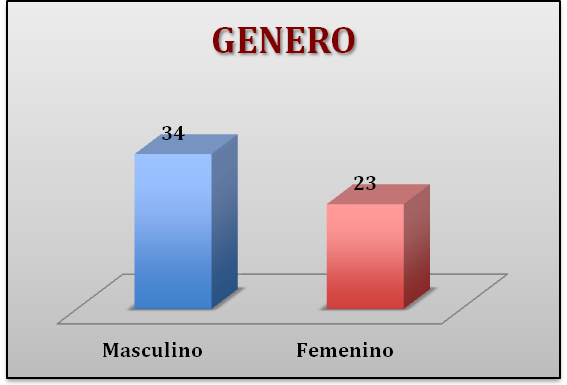 GENERO
34
23
Masculino
Femenino